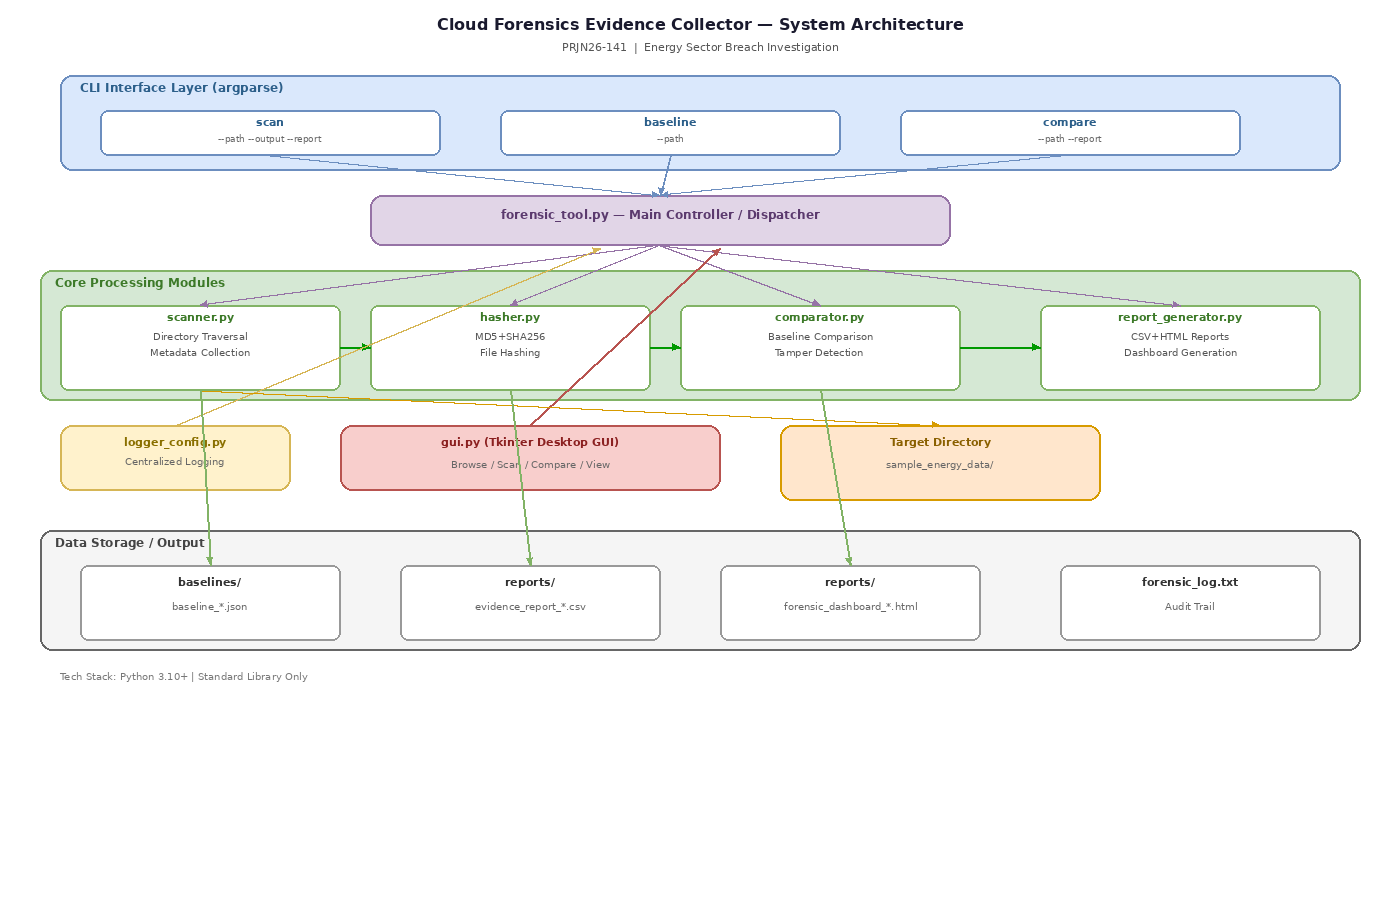 Cloud Forensics Evidence Collector — System Architecture
PRJN26-141 | Energy Sector Breach Investigation
CLI Interface Layer (argparse)
scan
--path --output --report
baseline
--path
compare
--path --report
forensic_tool.py — Main Controller / Dispatcher
Core Processing Modules
scanner.py
Directory Traversal
Metadata Collection
hasher.py
MD5+SHA256
File Hashing
comparator.py
Baseline Comparison
Tamper Detection
report_generator.py
CSV+HTML Reports
Dashboard Generation
logger_config.py
Centralized Logging
gui.py (Tkinter Desktop GUI)
Browse / Scan / Compare / View
Target Directory
sample_energy_data/
Data Storage / Output
baselines/
baseline_*.json
reports/
evidence_report_*.csv
reports/
forensic_dashboard_*.html
forensic_log.txt
Audit Trail
Tech Stack: Python 3.10+ | Standard Library Only